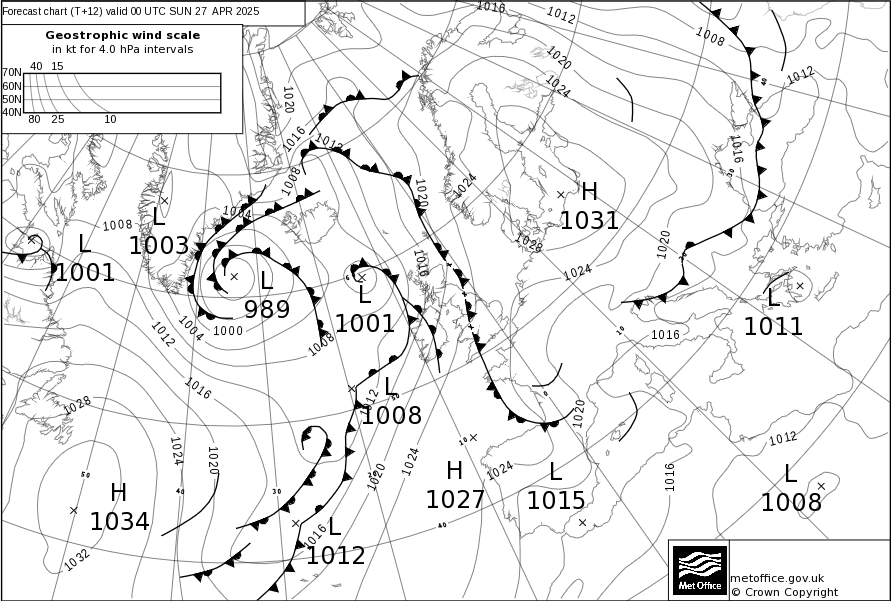 Forecast chart (T+12) valid 00 UTC SUN 27 APR 2025
Geostrophic wind scale
in kt for 4.0 hPa intervals
40 15
70N
60N
50N
40N
80 25 10
1016
1012
1008
1020
1024
1012
1020
1016
1012
1016
1008
1020
1024
1004
1008
H
1031
L
1003
L
1001
1028
1020
1016
1024
L
989
L
1001
L
1011
1000
1004
1012
1008
1016
10
1016
1028
1012
L
1008
1020
0
1024
1020
1024
1020
10
1012
50
H
1034
40
30
H
1027
1024
L
1015
1016
L
1008
1016
L
1012
40
1032
Met Office
metoffice.gov.uk
© Crown Copyright